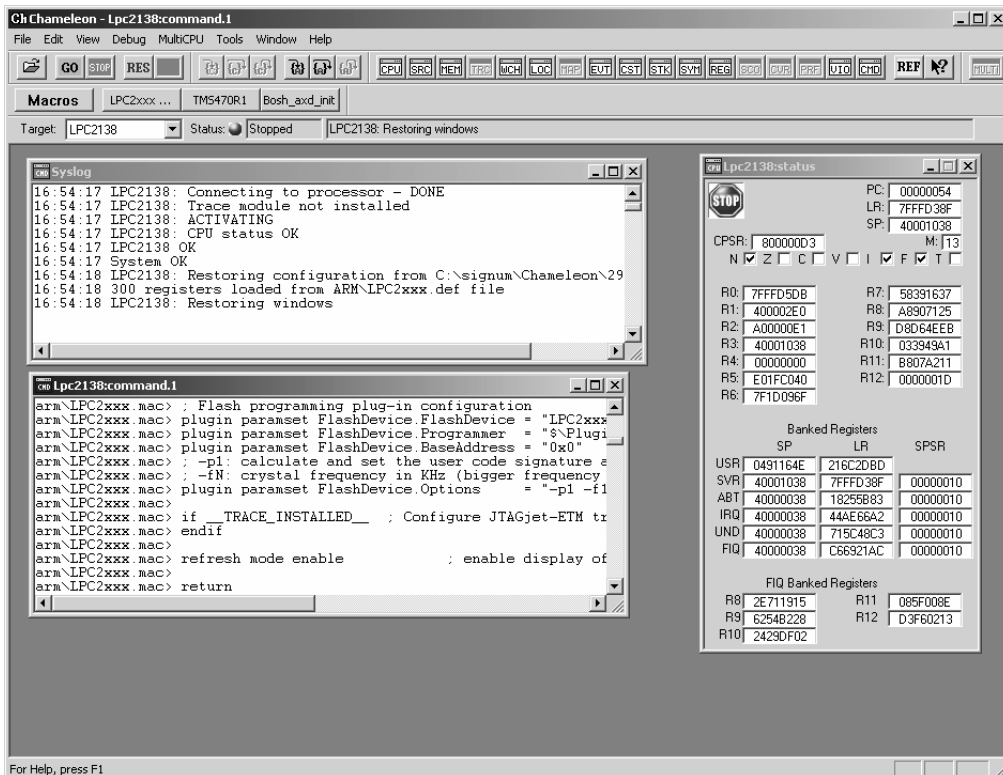 Ch Chameleon - Lpc2138:command.1
File Edit View Debug MultiCPU Tools Window Help
GO STOP RES CPU SRC MEM TRC WCH LOC MAP EVT CST STK SYM REG SCO CVR PRF VIO CMD REF MULTI
Macros LPC2xxx ... TMS470R1 Bosh_axd_init
Target: LPC2138 Status: Stopped LPC2138: Restoring windows
CMD Syslog
16:54:17 LPC2138: Connecting to processor - DONE
16:54:17 LPC2138: Trace module not installed
16:54:17 LPC2138: ACTIVATING
16:54:17 LPC2138: CPU status OK
16:54:17 LPC2138 OK
16:54:17 System OK
16:54:18 LPC2138: Restoring configuration from C:\signum\Chameleon\29
16:54:18 300 registers loaded from ARM\LPC2xxx.def file
16:54:18 LPC2138: Restoring windows
CMD Lpc2138:command.1
arm\LPC2xxx.mac> ; Flash programming plug-in configuration
arm\LPC2xxx.mac> plugin paramset FlashDevice.FlashDevice = "LPC2xxx
arm\LPC2xxx.mac> plugin paramset FlashDevice.Programmer = "$\Plugi
arm\LPC2xxx.mac> plugin paramset FlashDevice.BaseAddress = "0x0"
arm\LPC2xxx.mac> ; -p1: calculate and set the user code signature a
arm\LPC2xxx.mac> ; -fN: crystal frequency in KHz (bigger frequency
arm\LPC2xxx.mac> plugin paramset FlashDevice.Options = "-p1 -f1
arm\LPC2xxx.mac>
arm\LPC2xxx.mac> if __TRACE_INSTALLED__ ; Configure JTAGjet-ETM tr
arm\LPC2xxx.mac> endif
arm\LPC2xxx.mac>
arm\LPC2xxx.mac> refresh mode enable ; enable display of
arm\LPC2xxx.mac>
arm\LPC2xxx.mac> return
CPU Lpc2138:status
STOP
PC: 00000054
LR: 7FFFD38F
SP: 40001038
CPSR: 800000D3 M: 13
N Z C V I F T
R0: 7FFFD5DB R7: 58391637
R1: 400002E0 R8: A8907125
R2: A00000E1 R9: D8D64EEB
R3: 40001038 R10: 033949A1
R4: 00000000 R11: B807A211
R5: E01FC040 R12: 0000001D
R6: 7F1D096F
Banked Registers
SP LR SPSR
USR 0491164E 216C2DBD
SVR 40001038 7FFFD38F 00000010
ABT 40000038 18255B83 00000010
IRQ 40000038 44AE66A2 00000010
UND 40000038 715C48C3 00000010
FIQ 40000038 C66921AC 00000010
FIQ Banked Registers
R8 2E711915 R11 085F008E
R9 6254B228 R12 D3F60213
R10 2429DF02
For Help, press F1